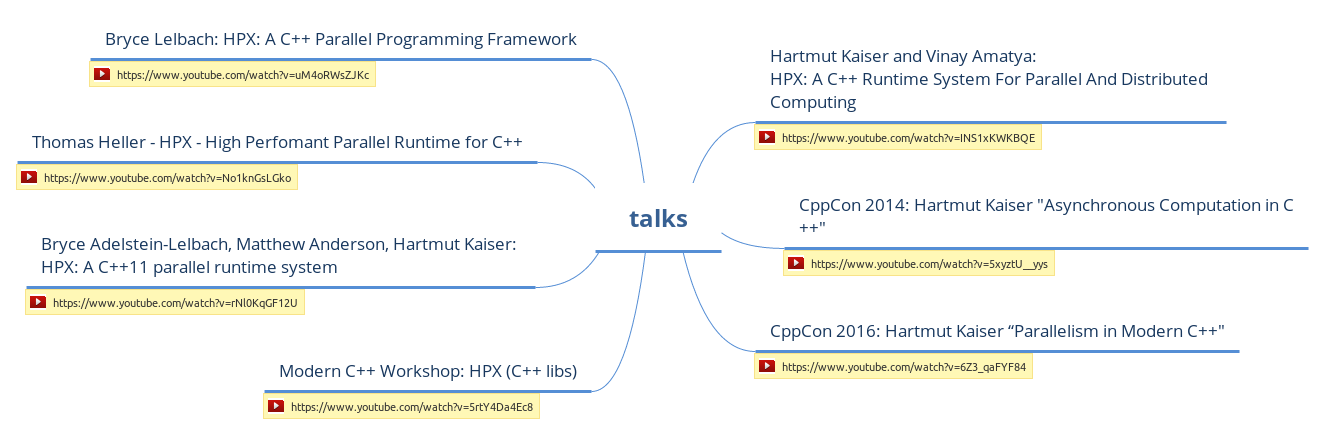 Bryce Lelbach: HPX: A C++ Parallel Programming Framework
https://www.youtube.com/watch?v=uM4oRWsZJKc
Thomas Heller - HPX - High Perfomant Parallel Runtime for C++
https://www.youtube.com/watch?v=No1knGsLGko
Bryce Adelstein-Lelbach, Matthew Anderson, Hartmut Kaiser:
HPX: A C++11 parallel runtime system
https://www.youtube.com/watch?v=rNl0KqGF12U
Modern C++ Workshop: HPX (C++ libs)
https://www.youtube.com/watch?v=5rtY4Da4Ec8
talks
Hartmut Kaiser and Vinay Amatya:
HPX: A C++ Runtime System For Parallel And Distributed
Computing
https://www.youtube.com/watch?v=INS1xKWKBQE
CppCon 2014: Hartmut Kaiser "Asynchronous Computation in C
++"
https://www.youtube.com/watch?v=5xyztU__yys
CppCon 2016: Hartmut Kaiser “Parallelism in Modern C++"
https://www.youtube.com/watch?v=6Z3_qaFYF84